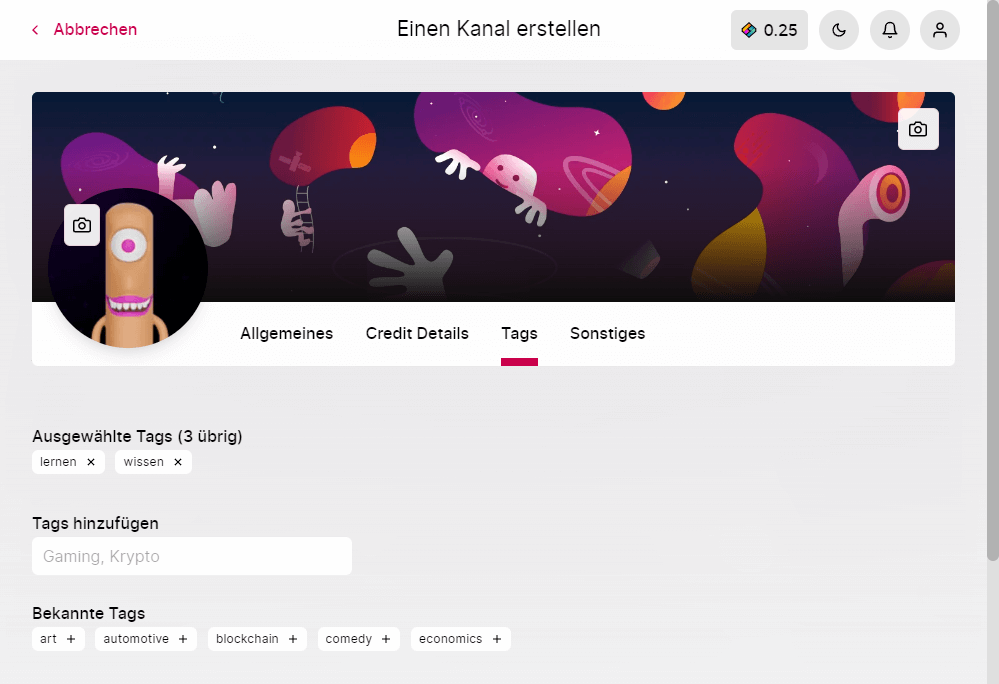 Abbrechen
Einen Kanal erstellen
0.25
Allgemeines Credit Details Tags Sonstiges
Ausgewählte Tags (3 übrig)
lernen × wissen ×
Tags hinzufügen
Gaming, Krypto
Bekannte Tags
art + automotive + blockchain + comedy + economics +